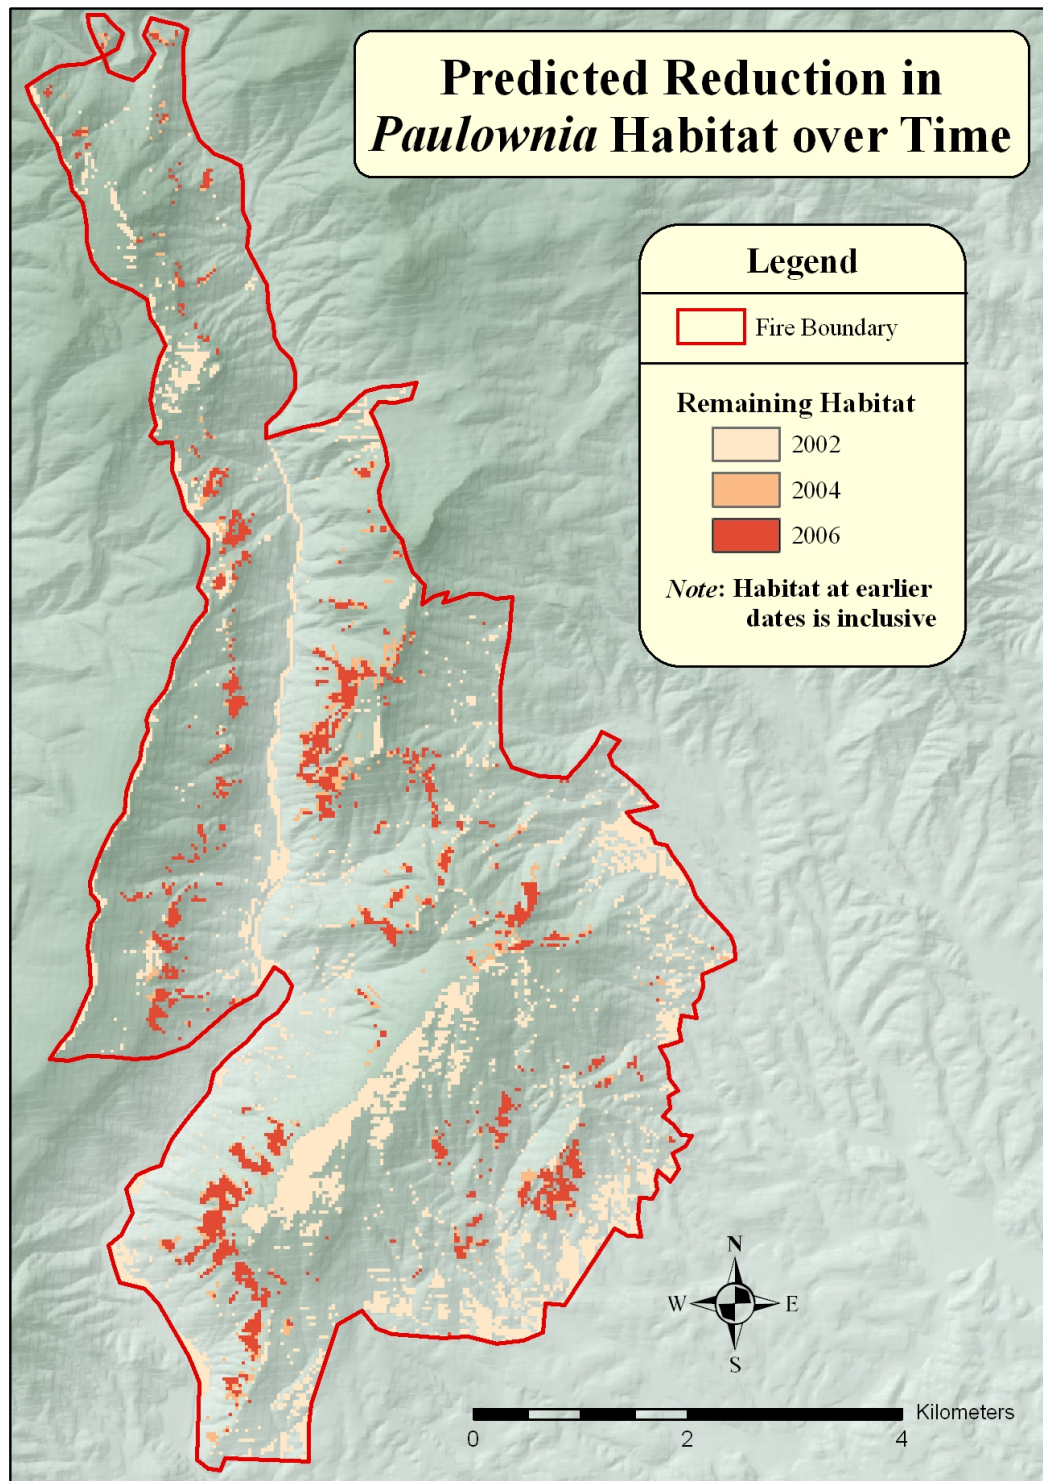 Predicted Reduction in
Paulownia Habitat over Time
Legend
Fire Boundary
Remaining Habitat
2002
2004
2006
Note: Habitat at earlier
dates is inclusive
N
W E
S
Kilometers
0 2 4